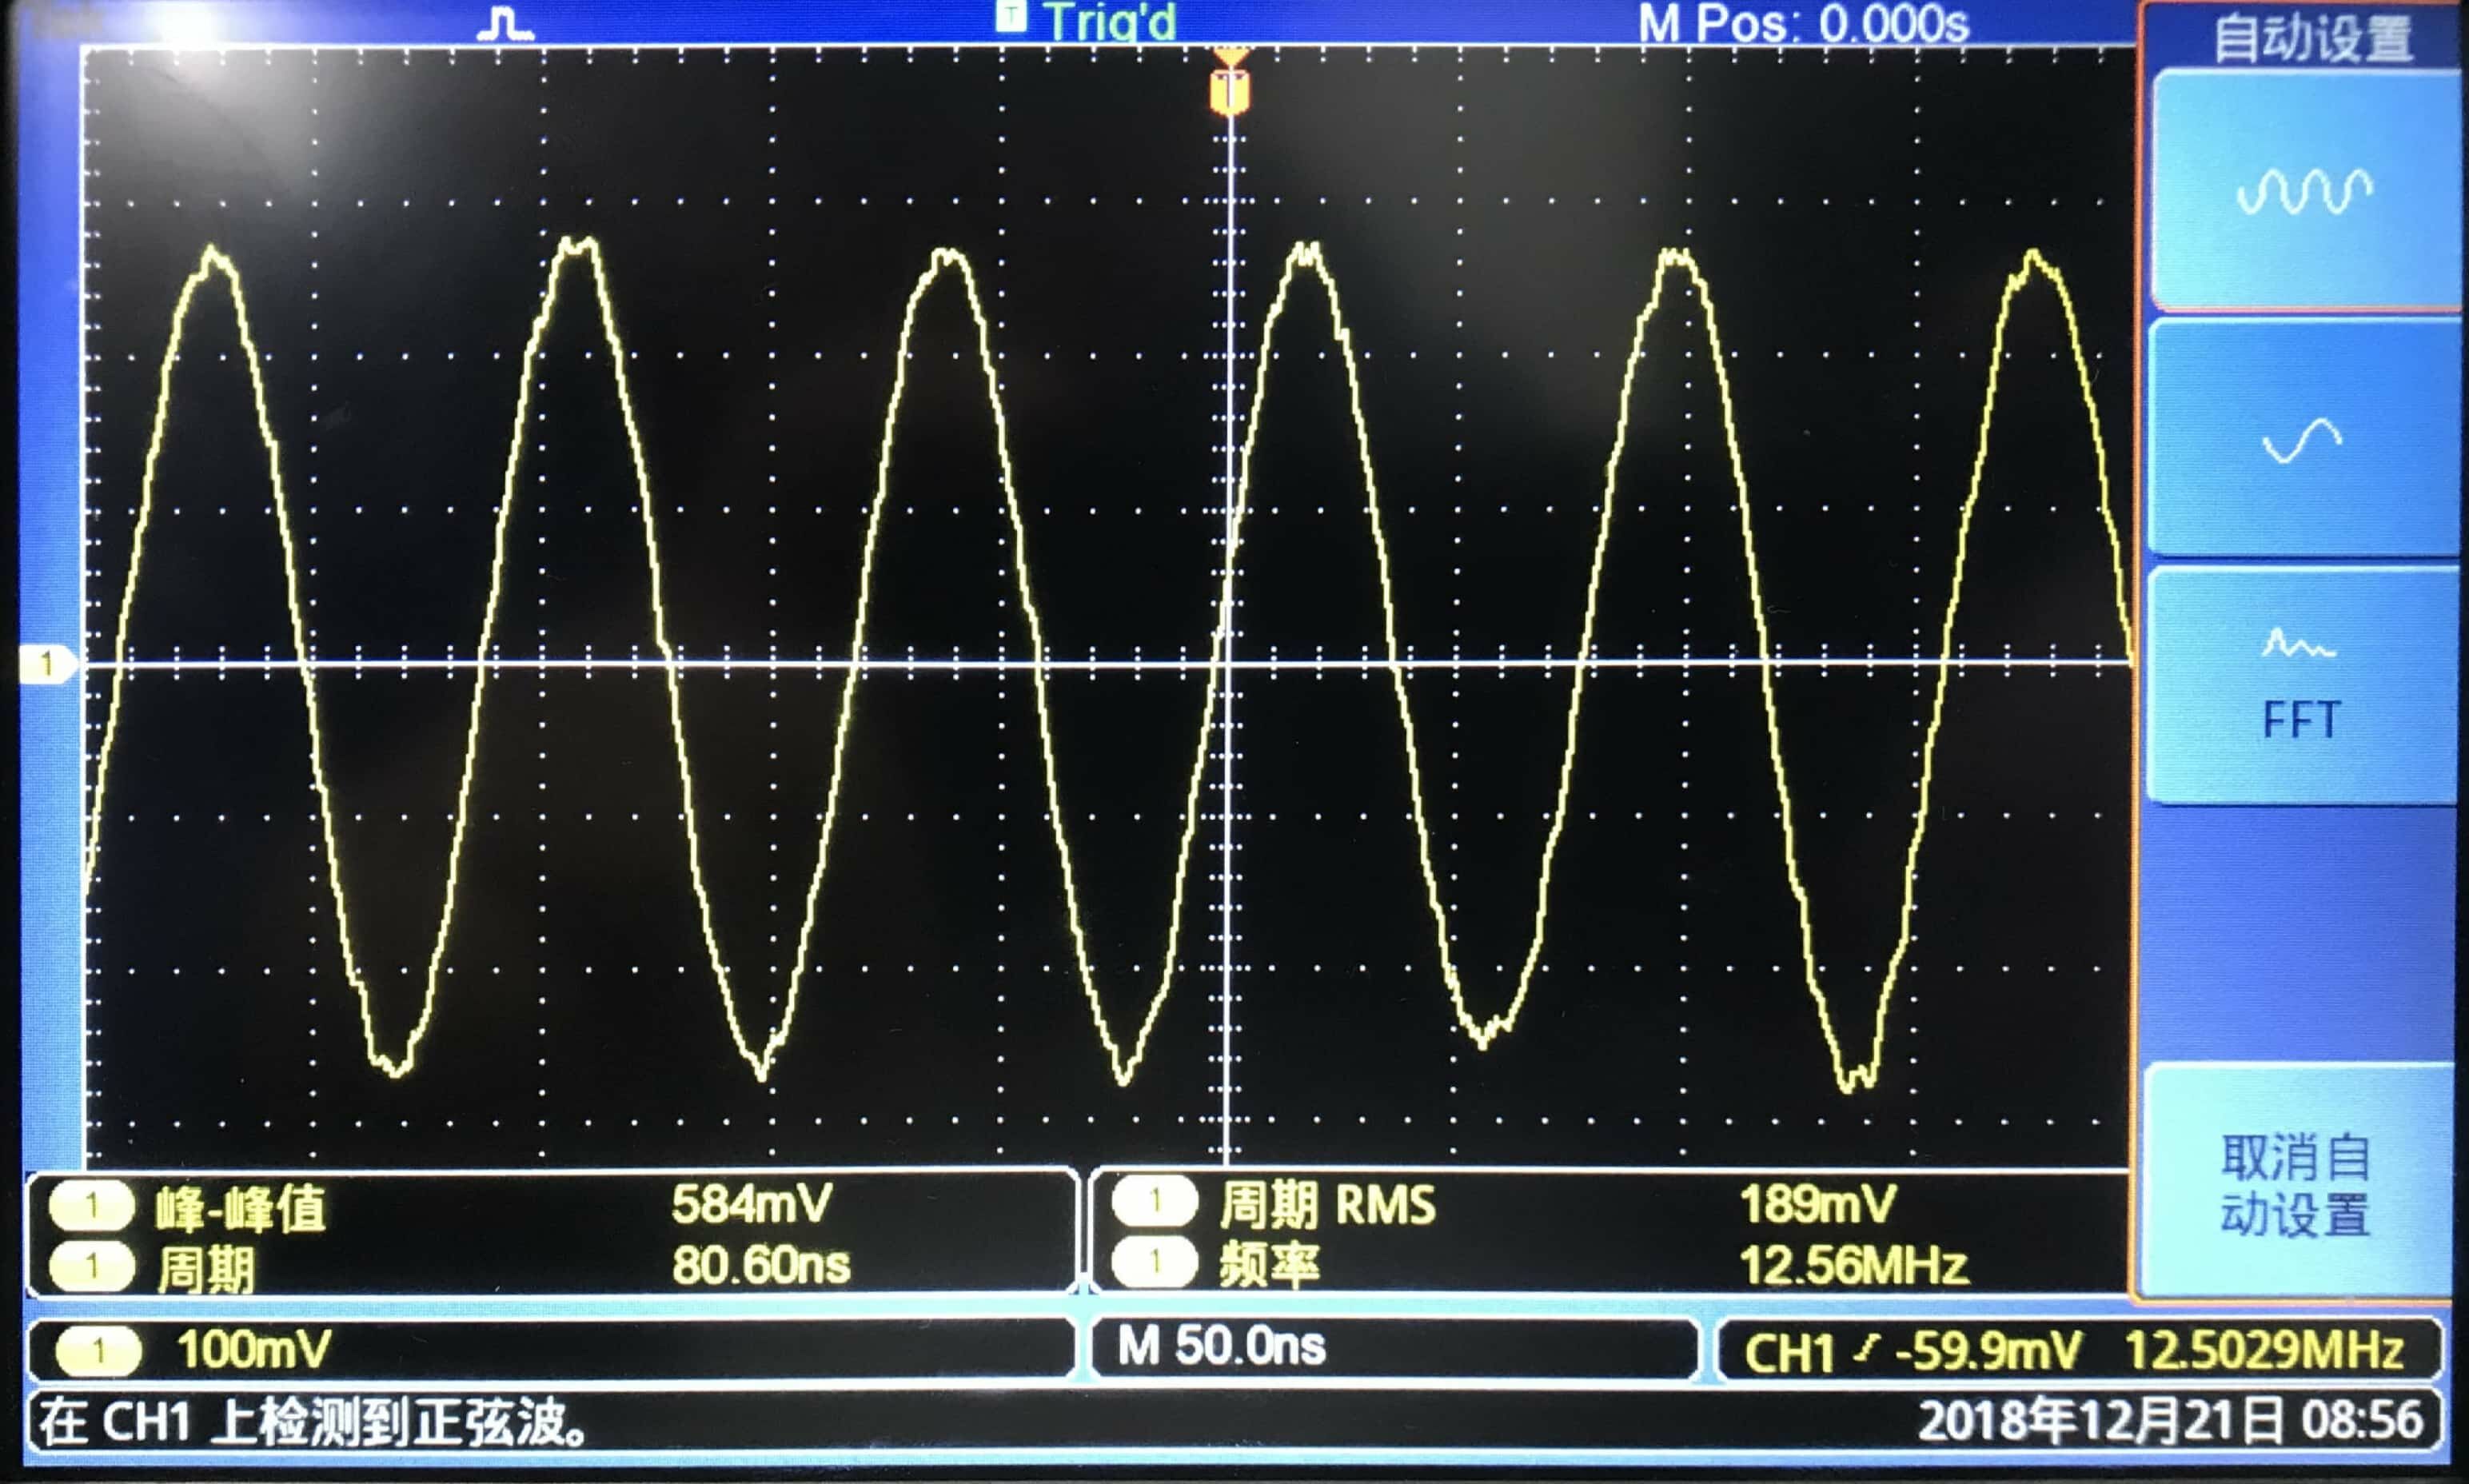 T Trig'd
M Pos: 0.000s
自动设置
T
1
FFT
取消自
动设置
1 峰-峰值 584mV
1 周期 80.60ns
1 周期 RMS 189mV
1 频率 12.56MHz
1 100mV
M 50.0ns
CH1 -59.9mV 12.5029MHz
在 CH1 上检测到正弦波。
2018年12月21日 08:56